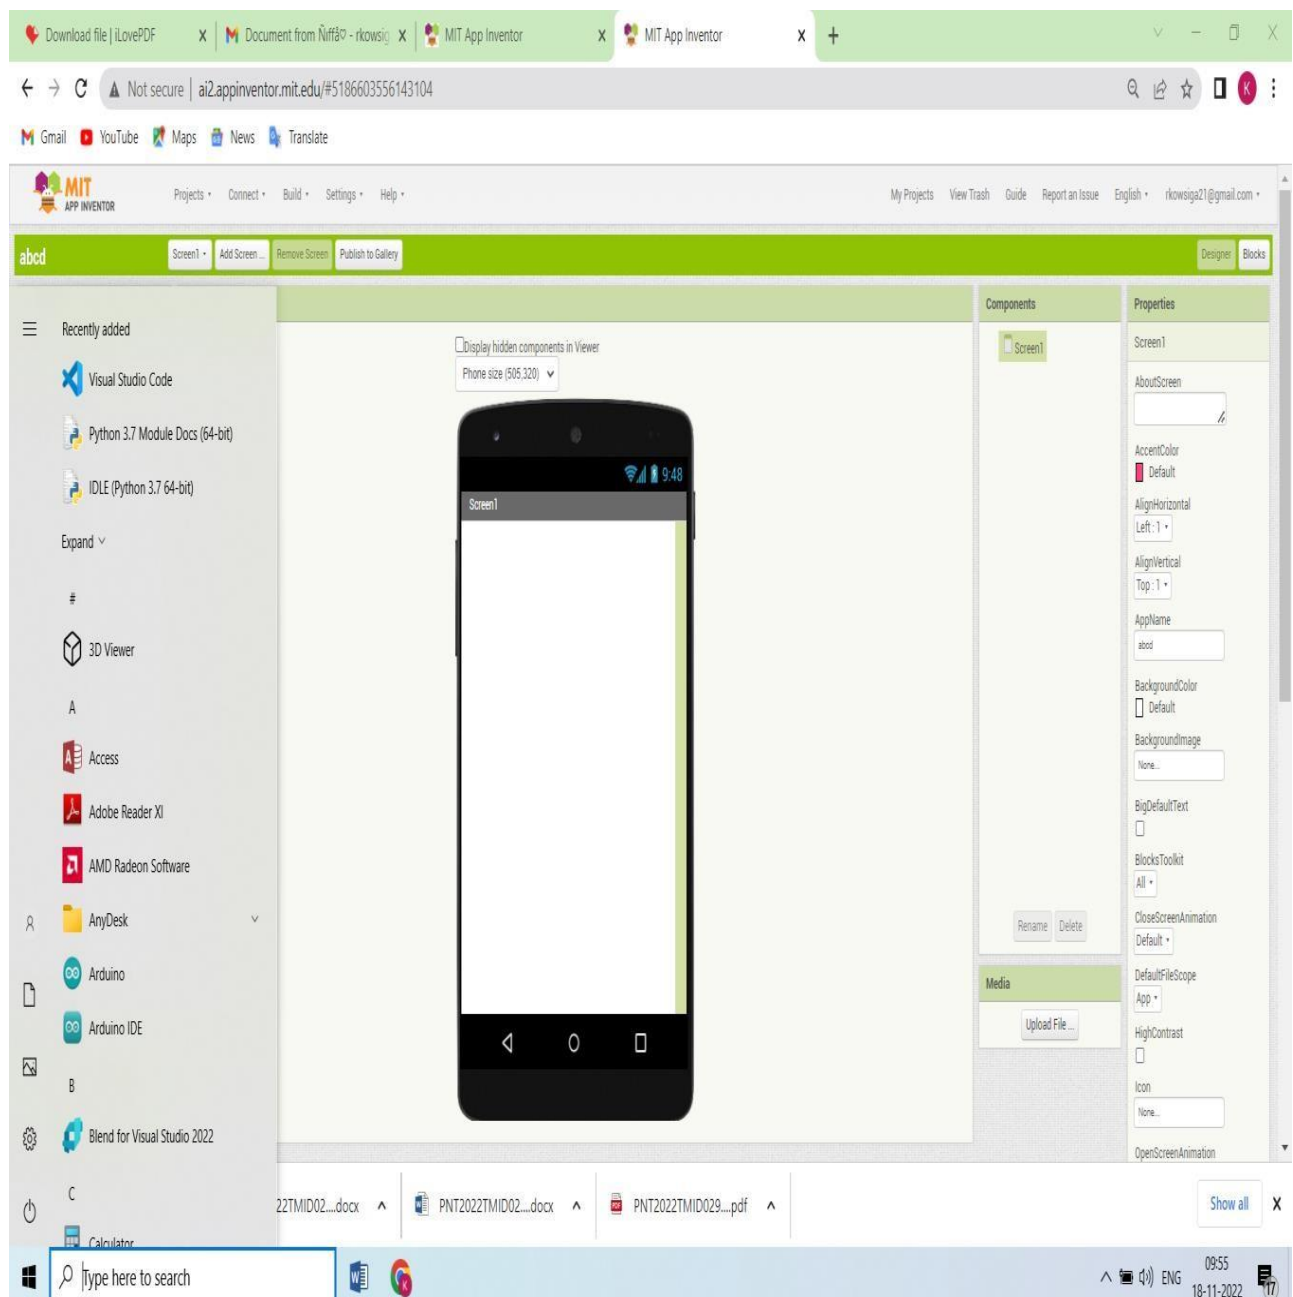 Download file | iLovePDF
Document from Ñiffã♡ - rkowsig
MIT App Inventor
MIT App Inventor
Not secure | ai2.appinventor.mit.edu/#5186603556143104
K
Gmail YouTube Maps News Translate
MIT
APP INVENTOR
Projects Connect Build Settings Help
My Projects View Trash Guide Report an Issue English rkowsiga21@gmail.com
abcd
Screen1 Add Screen ... Remove Screen Publish to Gallery
Designer Blocks
Recently added
Visual Studio Code
Python 3.7 Module Docs (64-bit)
IDLE (Python 3.7 64-bit)
Expand
#
3D Viewer
A
Access
Adobe Reader XI
AMD Radeon Software
AnyDesk
Arduino
Arduino IDE
B
Blend for Visual Studio 2022
C
Calculator
Display hidden components in Viewer
Phone size (505,320)
9:48
Screen1
Components
Screen1
Rename Delete
Media
Upload File ...
Properties
Screen1
AboutScreen
AccentColor
Default
AlignHorizontal
Left : 1
AlignVertical
Top : 1
AppName
abcd
BackgroundColor
Default
BackgroundImage
None...
BigDefaultText
BlocksToolkit
All
CloseScreenAnimation
Default
DefaultFileScope
App
HighContrast
Icon
None...
OpenScreenAnimation
22TMID02....docx
PNT2022TMID02....docx
PNT2022TMID029....pdf
Show all
Type here to search
ENG
09:55
18-11-2022
17